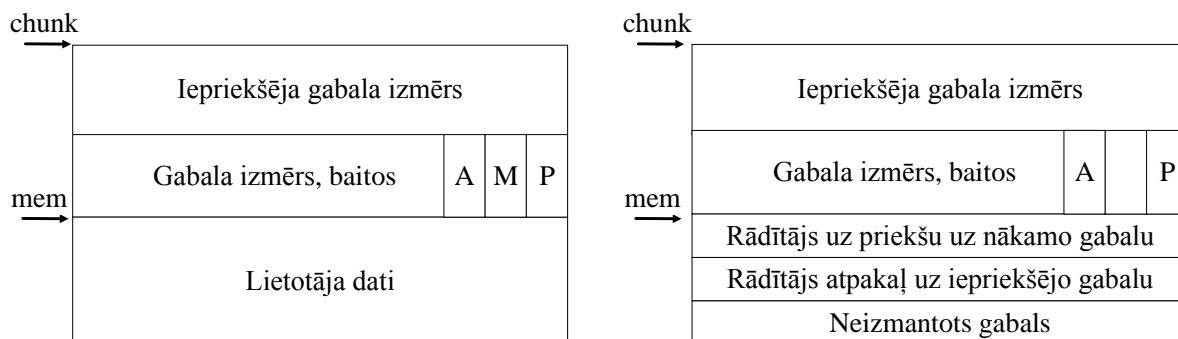 chunk
Iepriekšēja gabala izmērs
Gabala izmērs, baitos A M P
mem
Lietotāja dati
chunk
Iepriekšēja gabala izmērs
Gabala izmērs, baitos A P
mem
Rādītājs uz priekšu uz nākamo gabalu
Rādītājs atpakaļ uz iepriekšējo gabalu
Neizmantots gabals